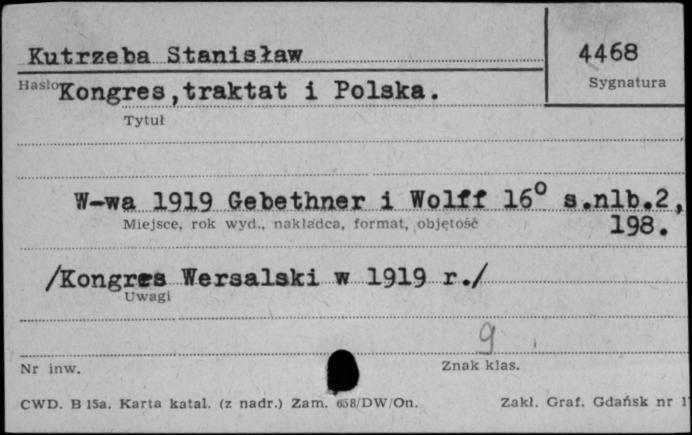 Kutrzeba Stanisław
4468
Hasło
Sygnatura
Kongres,traktat i Polska.
Tytuł
W-wa 1919 Gebethner i Wolff 16° s.nlb.2,
Miejsce, rok wyd., nakładca, format, objętość
198.
/Kongres Wersalski w 1919 r./
Uwagi
9
Nr inw.
Znak klas.
CWD. B 15a. Karta katal. (z nadr.) Zam. 658/DW/On.
Zakł. Graf. Gdańsk nr